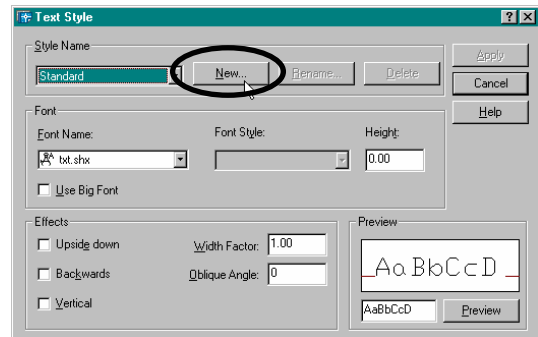 Text Style
Style Name
Standard
New...
Rename...
Delete
Apply
Cancel
Help
Font
Font Name:
Font Style:
Height:
txt.shx
0.00
Use Big Font
Effects
Upside down
Width Factor: 1.00
Backwards
Oblique Angle: 0
Vertical
Preview
AaBbCcD
AaBbCcD
Preview